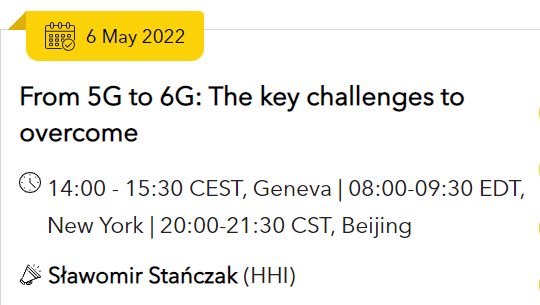 6 May 2022
From 5G to 6G: The key challenges to
overcome
14:00 - 15:30 CEST, Geneva | 08:00-09:30 EDT,
New York | 20:00-21:30 CST, Beijing
Sławomir Stańczak (HHI)